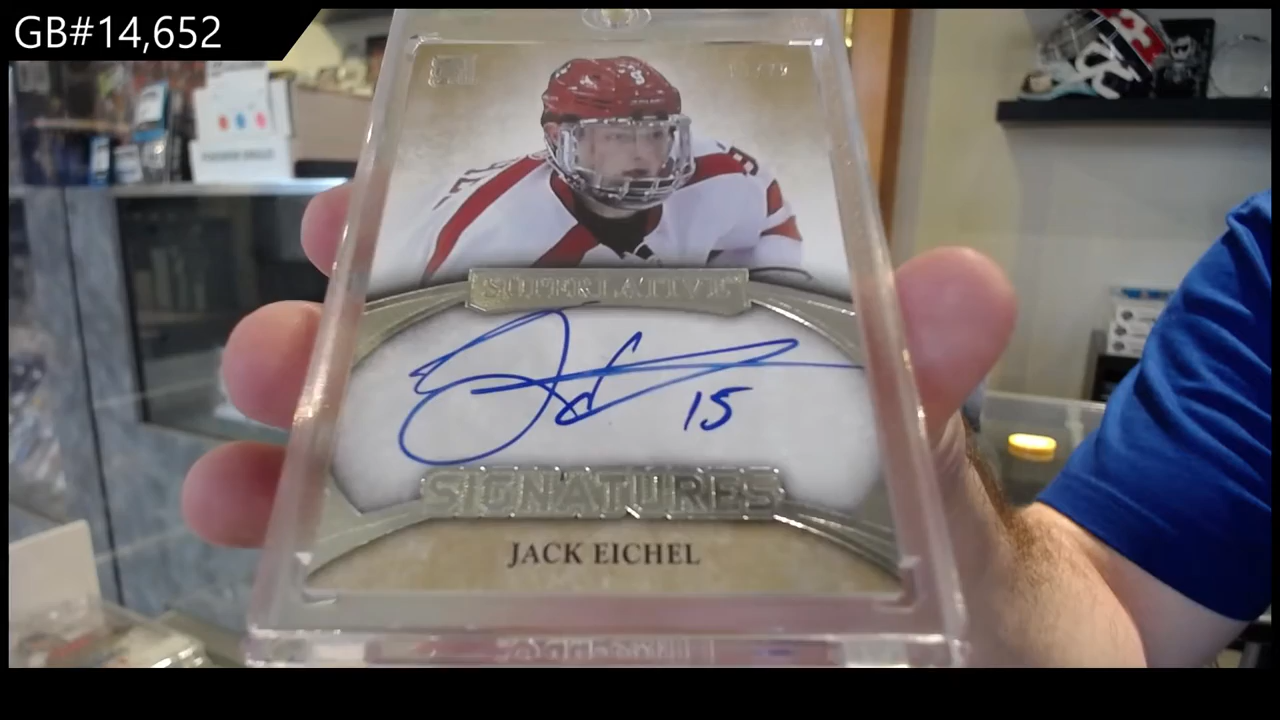 GB#14,652
SUPERLATIVE
15
SIGNATURES
JACK EICHEL